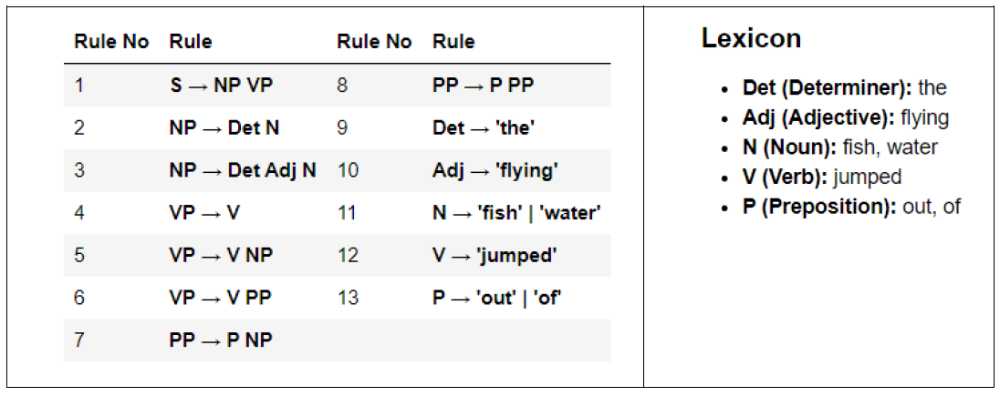 Rule No Rule Rule No Rule
1 S → NP VP 8 PP → P PP
2 NP → Det N 9 Det → 'the'
3 NP → Det Adj N 10 Adj → 'flying'
4 VP → V 11 N → 'fish' | 'water'
5 VP → V NP 12 V → 'jumped'
6 VP → V PP 13 P → 'out' | 'of'
7 PP → P NP
Lexicon
• Det (Determiner): the
• Adj (Adjective): flying
• N (Noun): fish, water
• V (Verb): jumped
• P (Preposition): out, of